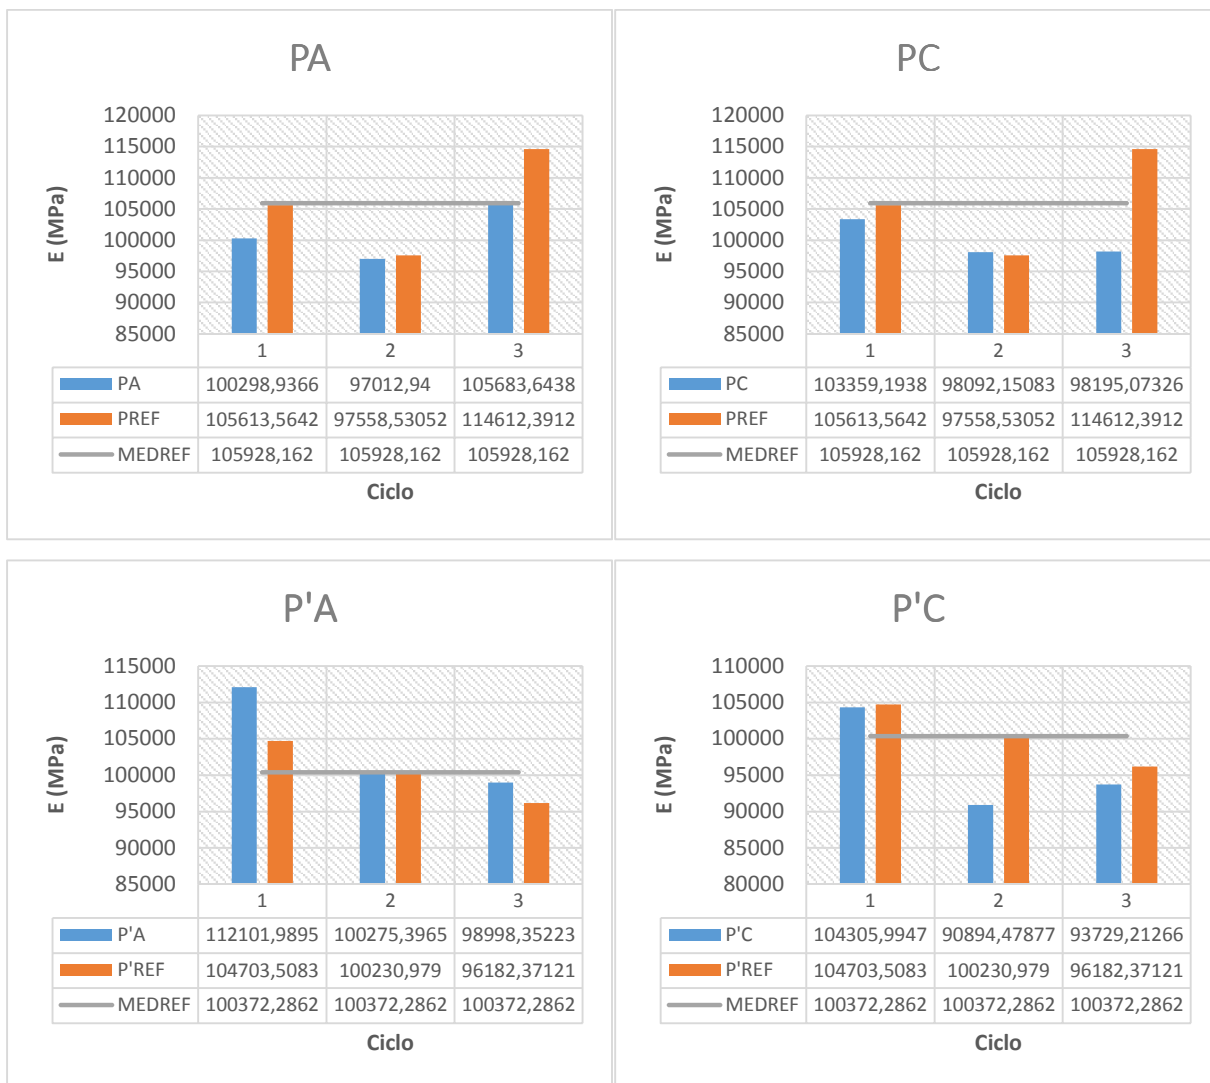 PA
E (MPa)
120000
115000
110000
105000
100000
95000
90000
85000
1 2 3
PA 100298,9366 97012,94 105683,6438
PREF 105613,5642 97558,53052 114612,3912
MEDREF 105928,162 105928,162 105928,162
Ciclo
PC
E (MPa)
120000
115000
110000
105000
100000
95000
90000
85000
1 2 3
PC 103359,1938 98092,15083 98195,07326
PREF 105613,5642 97558,53052 114612,3912
MEDREF 105928,162 105928,162 105928,162
Ciclo
P'A
E (MPa)
115000
110000
105000
100000
95000
90000
85000
1 2 3
P'A 112101,9895 100275,3965 98998,35223
P'REF 104703,5083 100230,979 96182,37121
MEDREF 100372,2862 100372,2862 100372,2862
Ciclo
P'C
E (MPa)
110000
105000
100000
95000
90000
85000
80000
1 2 3
P'C 104305,9947 90894,47877 93729,21266
P'REF 104703,5083 100230,979 96182,37121
MEDREF 100372,2862 100372,2862 100372,2862
Ciclo